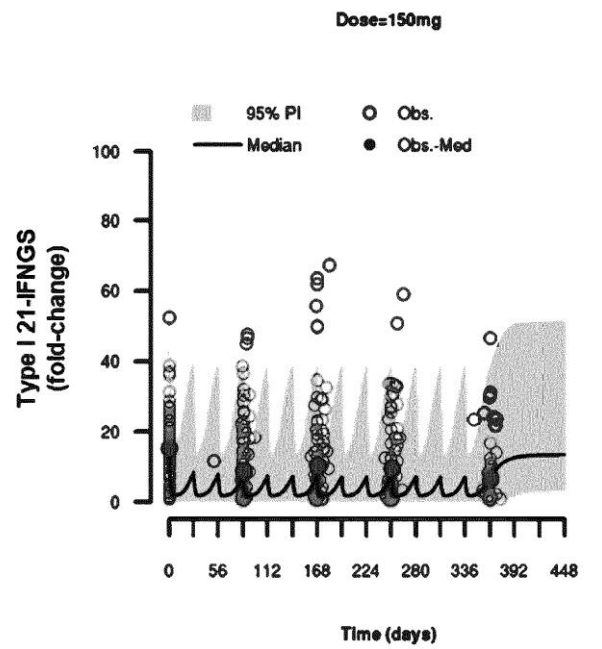 Dose=150mg
95% PI
Obs.
Median
Obs.-Med
Type I 21-IFNGS
(fold-change)
100
80
60
40
20
0
0 56 112 168 224 280 336 392 448
Time (days)